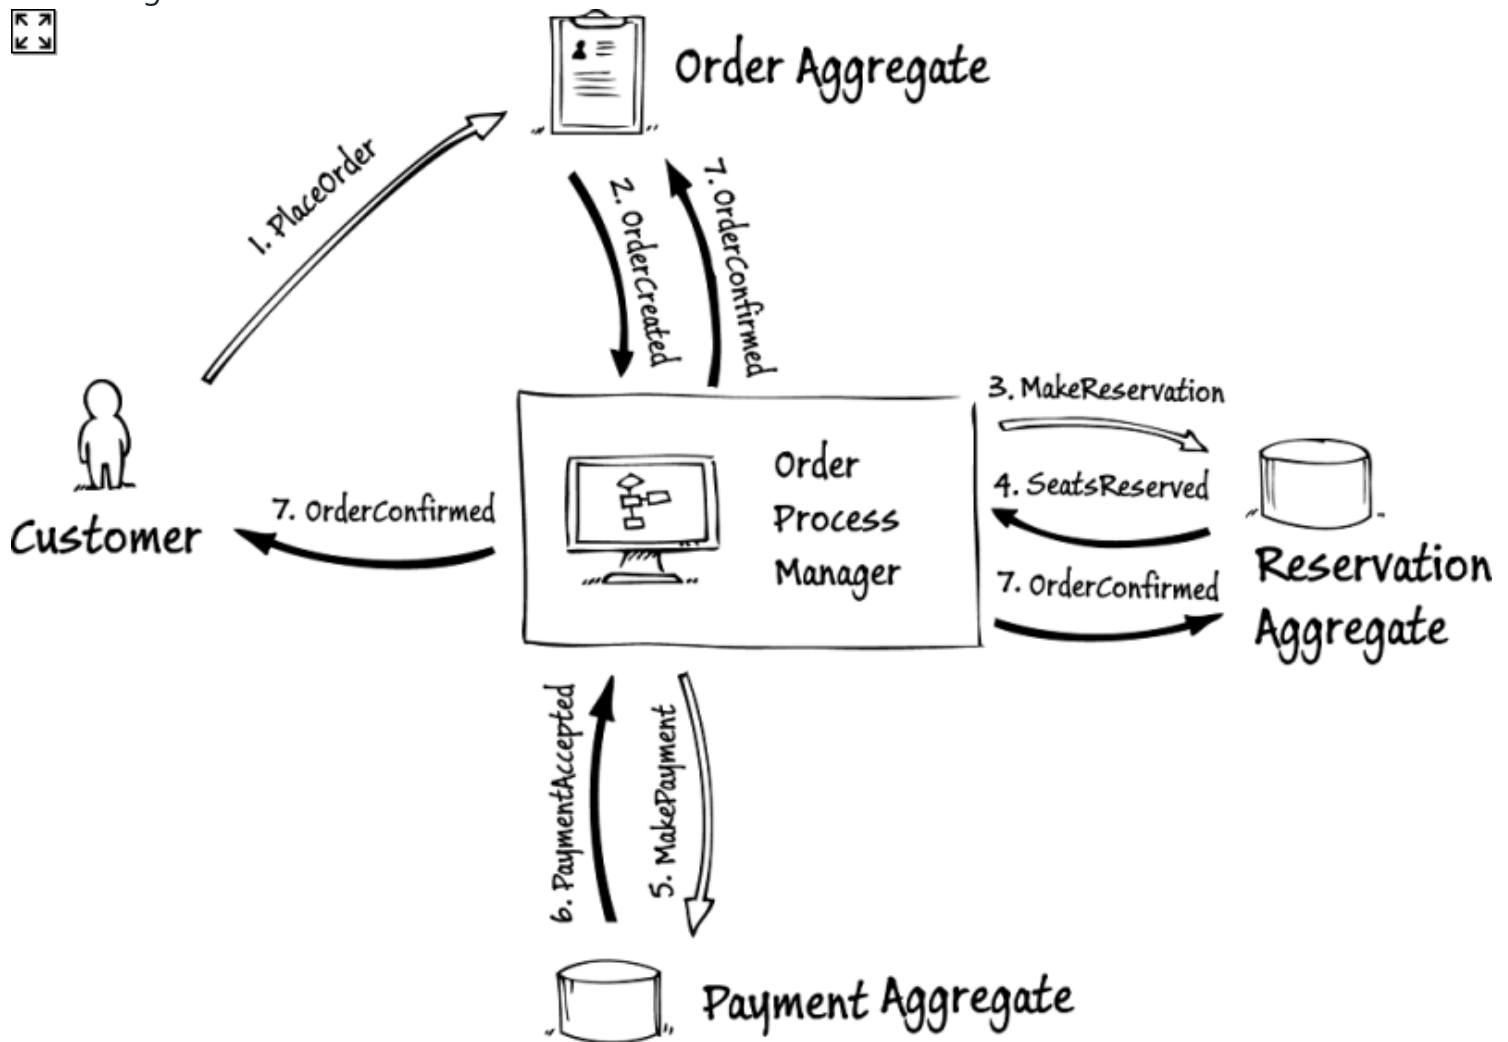 Order Aggregate
1. PlaceOrder
2. OrderCreated
7. OrderConfirmed
3. MakeReservation
Order
Process
Manager
4. SeatsReserved
7. OrderConfirmed
Customer
7. OrderConfirmed
Reservation
Aggregate
6. PaymentAccepted
5. MakePayment
Payment Aggregate